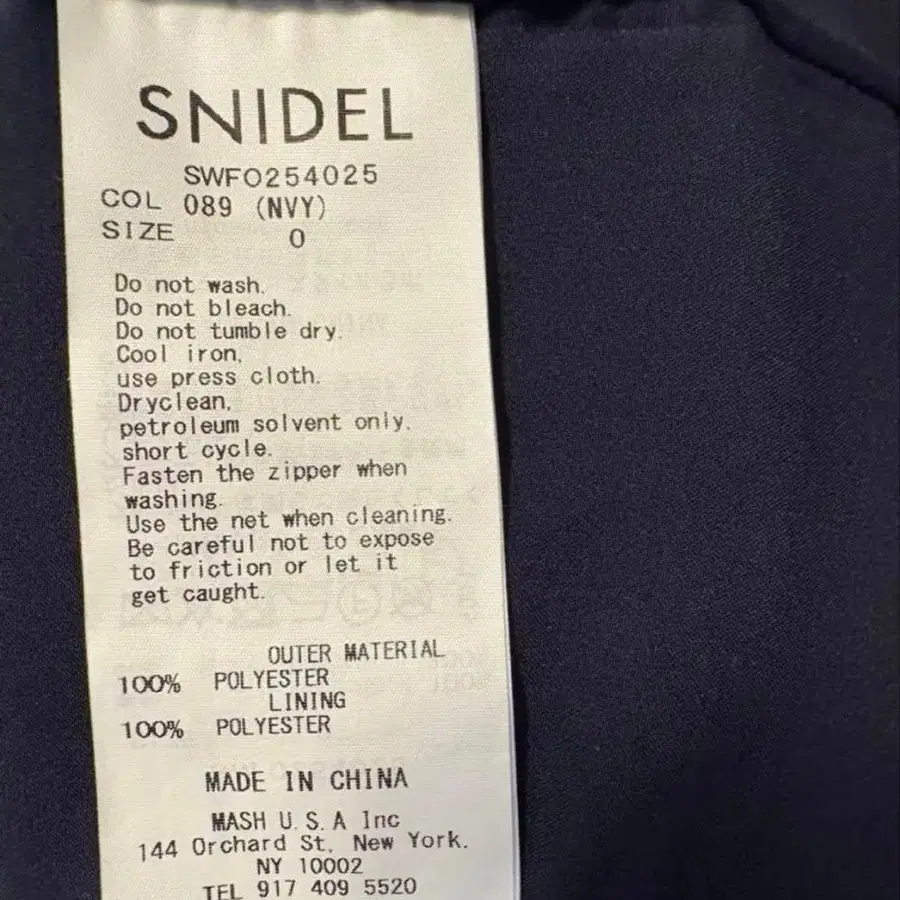 SNIDEL
SWFO254025
COL 089 (NVY)
SIZE 0
Do not wash.
Do not bleach.
Do not tumble dry.
Cool iron,
use press cloth.
Dryclean,
petroleum solvent only.
short cycle.
Fasten the zipper when
washing.
Use the net when cleaning.
Be careful not to expose
to friction or let it
get caught.
OUTER MATERIAL
100% POLYESTER
LINING
100% POLYESTER
MADE IN CHINA
MASH U.S.A Inc
144 Orchard St, New York.
NY 10002
TEL 917 409 5520